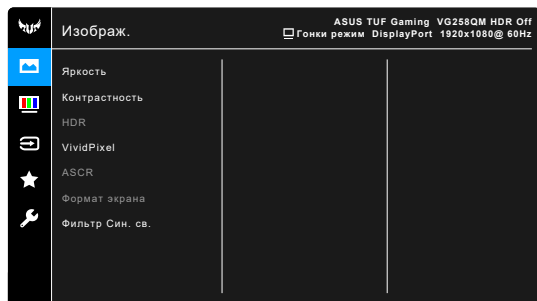 Изображ.
ASUS TUF Gaming VG258QM HDR Off
Гонки режим DisplayPort 1920x1080@ 60Hz
Яркость
Контрастность
HDR
VividPixel
ASCR
Формат экрана
Фильтр Син. св.